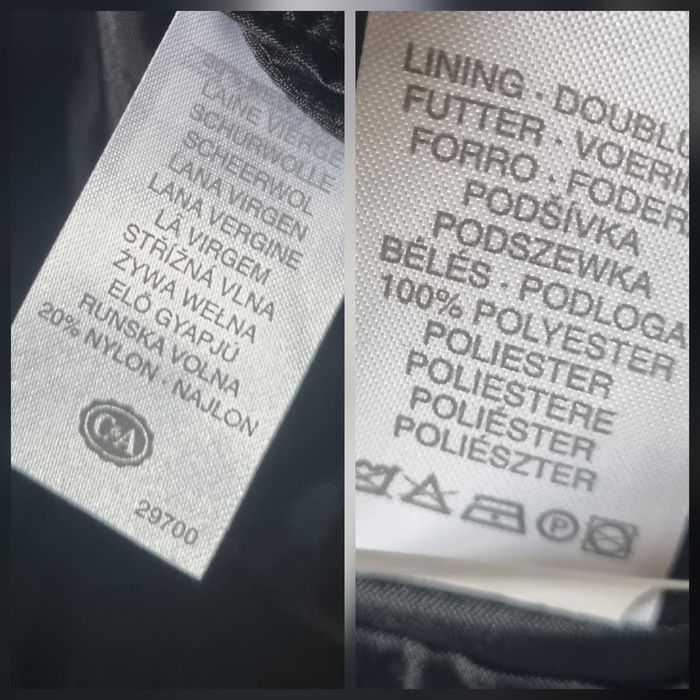 LAINE VIERGE
SCHURWOLLE
SCHEERWOL
LANA VIRGEN
LANA VERGINE
LÃ VIRGEM
STŘÍZNÁ VLNA
ŻYWA WEŁNA
ELŐ GYAPJÚ
RUNSKA VOLNA
20% NYLON · NAJLON
C&A
29700
LINING · DOUBLU
FUTTER · VOERI
FORRO · FODER
PODŠÍVKA
PODSZEWKA
BÉLÉS · PODLOGA
100% POLYESTER
POLIESTER
POLIESTERE
POLIÉSTER
POLIÉSZTER
P